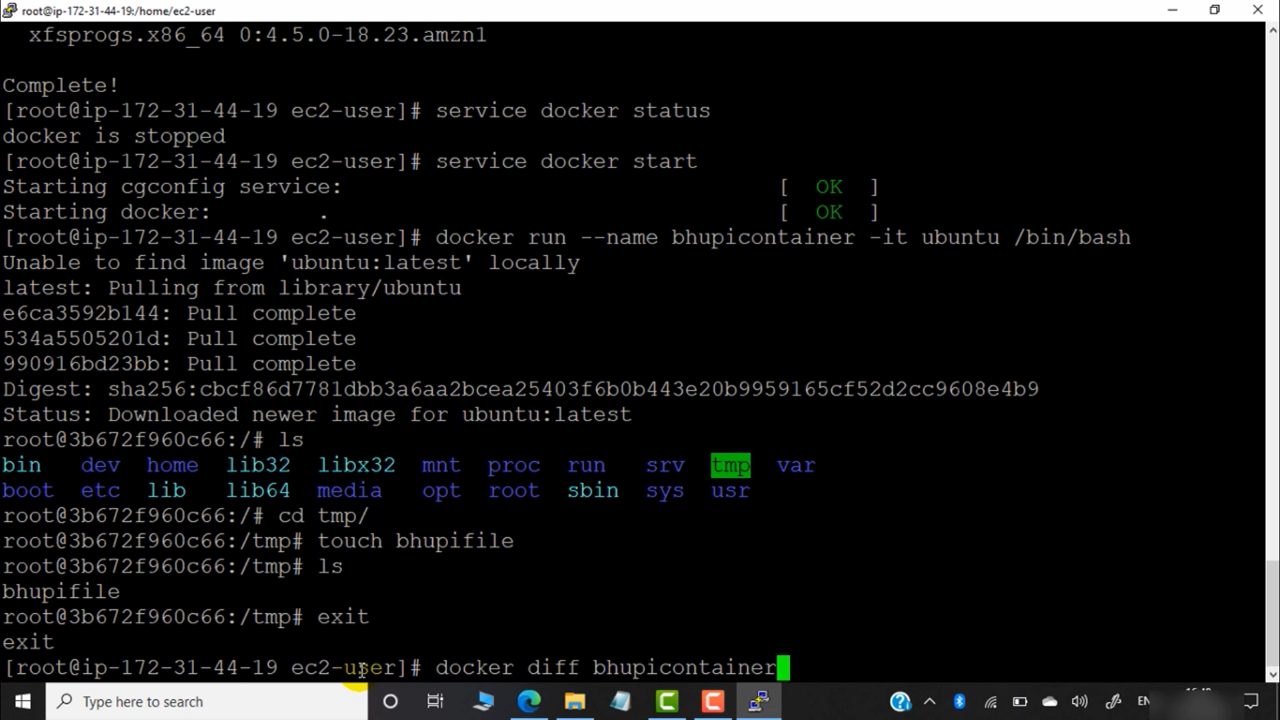 root@ip-172-31-44-19:/home/ec2-user
xfsprogs.x86_64 0:4.5.0-18.23.amzn1
Complete!
[root@ip-172-31-44-19 ec2-user]# service docker status
docker is stopped
[root@ip-172-31-44-19 ec2-user]# service docker start
Starting cgconfig service: [ OK ]
Starting docker: . [ OK ]
[root@ip-172-31-44-19 ec2-user]# docker run --name bhupicontainer -it ubuntu /bin/bash
Unable to find image 'ubuntu:latest' locally
latest: Pulling from library/ubuntu
e6ca3592b144: Pull complete
534a5505201d: Pull complete
990916bd23bb: Pull complete
Digest: sha256:cbcf86d7781dbb3a6aa2bcea25403f6b0b443e20b9959165cf52d2cc9608e4b9
Status: Downloaded newer image for ubuntu:latest
root@3b672f960c66:/# ls
bin dev home lib32 libx32 mnt proc run srv tmp var
boot etc lib lib64 media opt root sbin sys usr
root@3b672f960c66:/# cd tmp/
root@3b672f960c66:/tmp# touch bhupifile
root@3b672f960c66:/tmp# ls
bhupifile
root@3b672f960c66:/tmp# exit
exit
[root@ip-172-31-44-19 ec2-user]# docker diff bhupicontainer
Type here to search